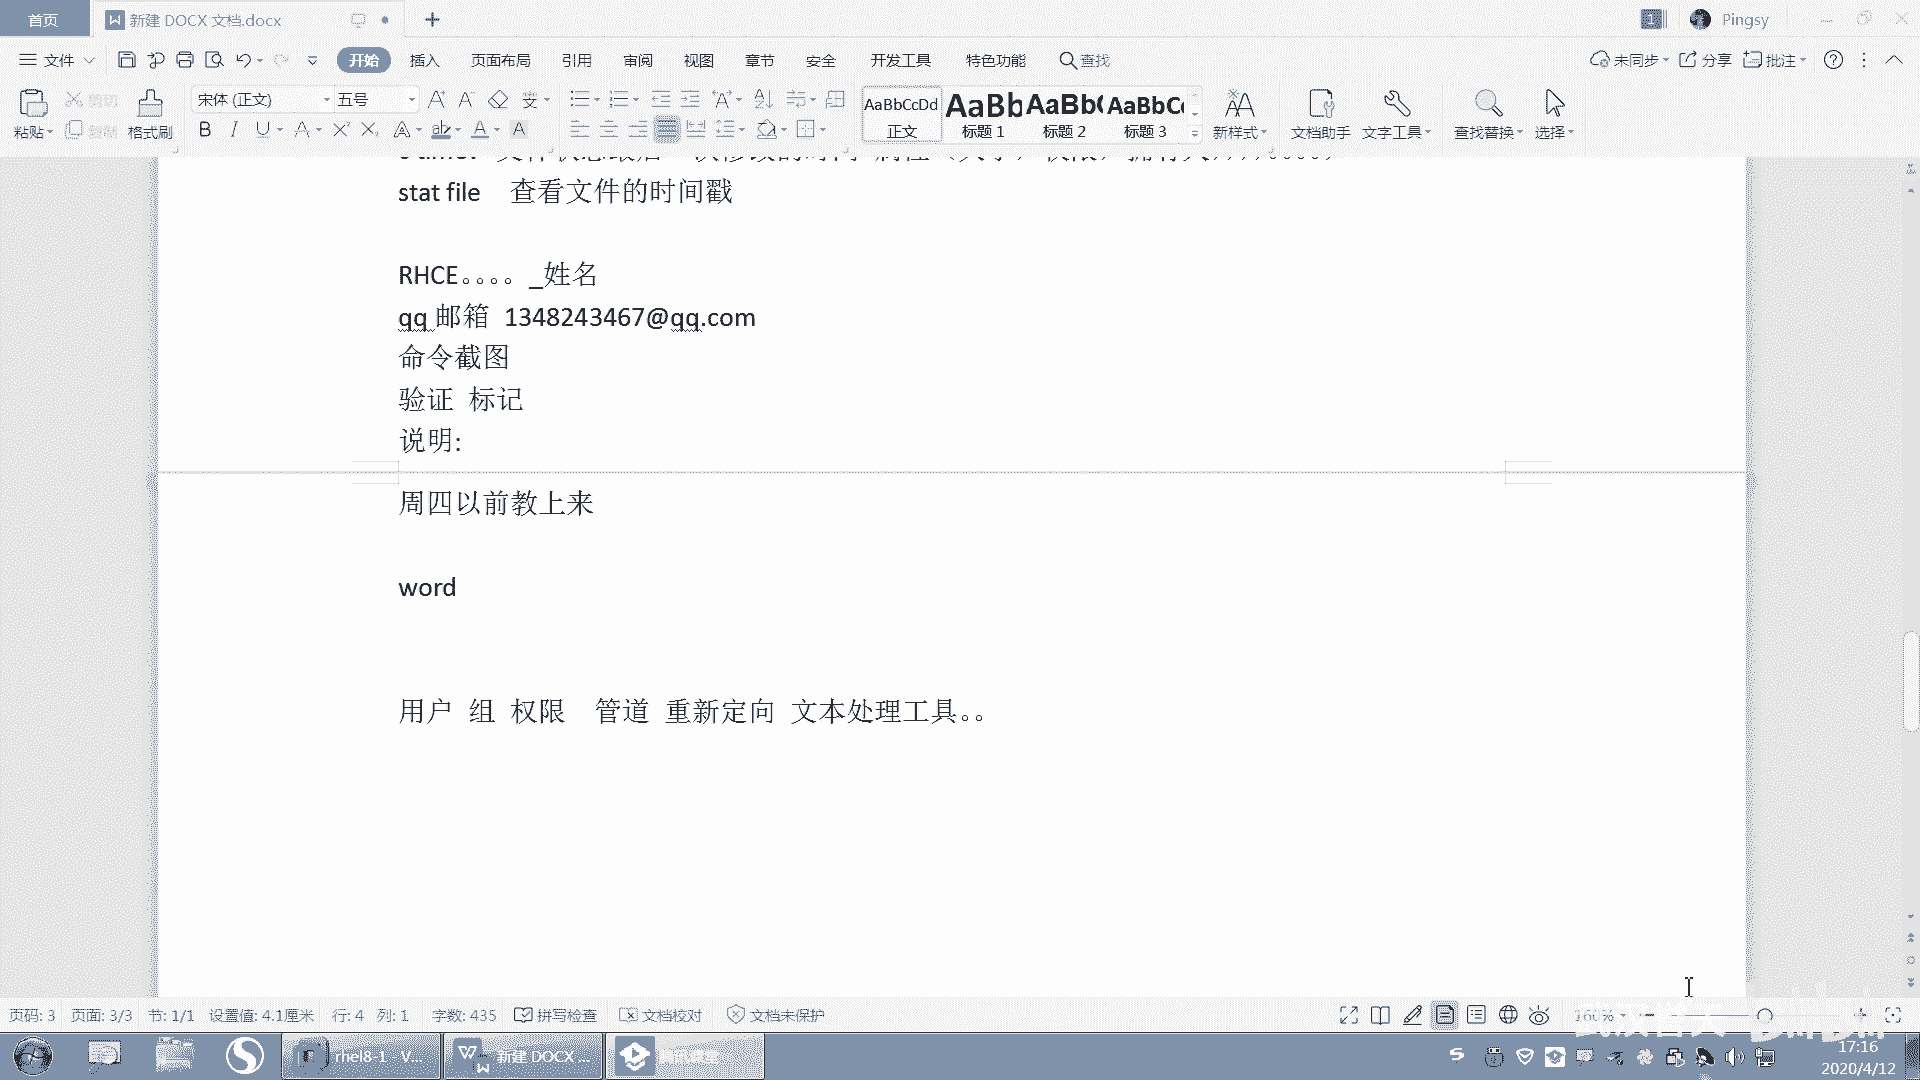 首页
新建 DOCX 文档.docx
1
Pingsy
文件
开始
插入
页面布局
引用
审阅
视图
章节
安全
开发工具
特色功能
查找
未同步
分享
批注
粘贴
剪切
复制
格式刷
宋体 (正文)
五号
AaBbCcDd
正文
AaBb
标题 1
AaBb(
标题 2
AaBbC
标题 3
新样式
文档助手
文字工具
查找替换
选择
stat file 查看文件的时间戳
RHCE。。。。_姓名
qq 邮箱 1348243467@qq.com
命令截图
验证 标记
说明:
周四以前教上来
word
用户 组 权限 管道 重新定向 文本处理工具。。
页码: 3
页面: 3/3
节: 1/1
设置值: 4.1厘米
行: 4
列: 1
字数: 435
拼写检查
文档校对
文档未保护
160%
rhel8-1 - V...
新建 DOCX ...
腾讯课堂
17:16
2020/4/12